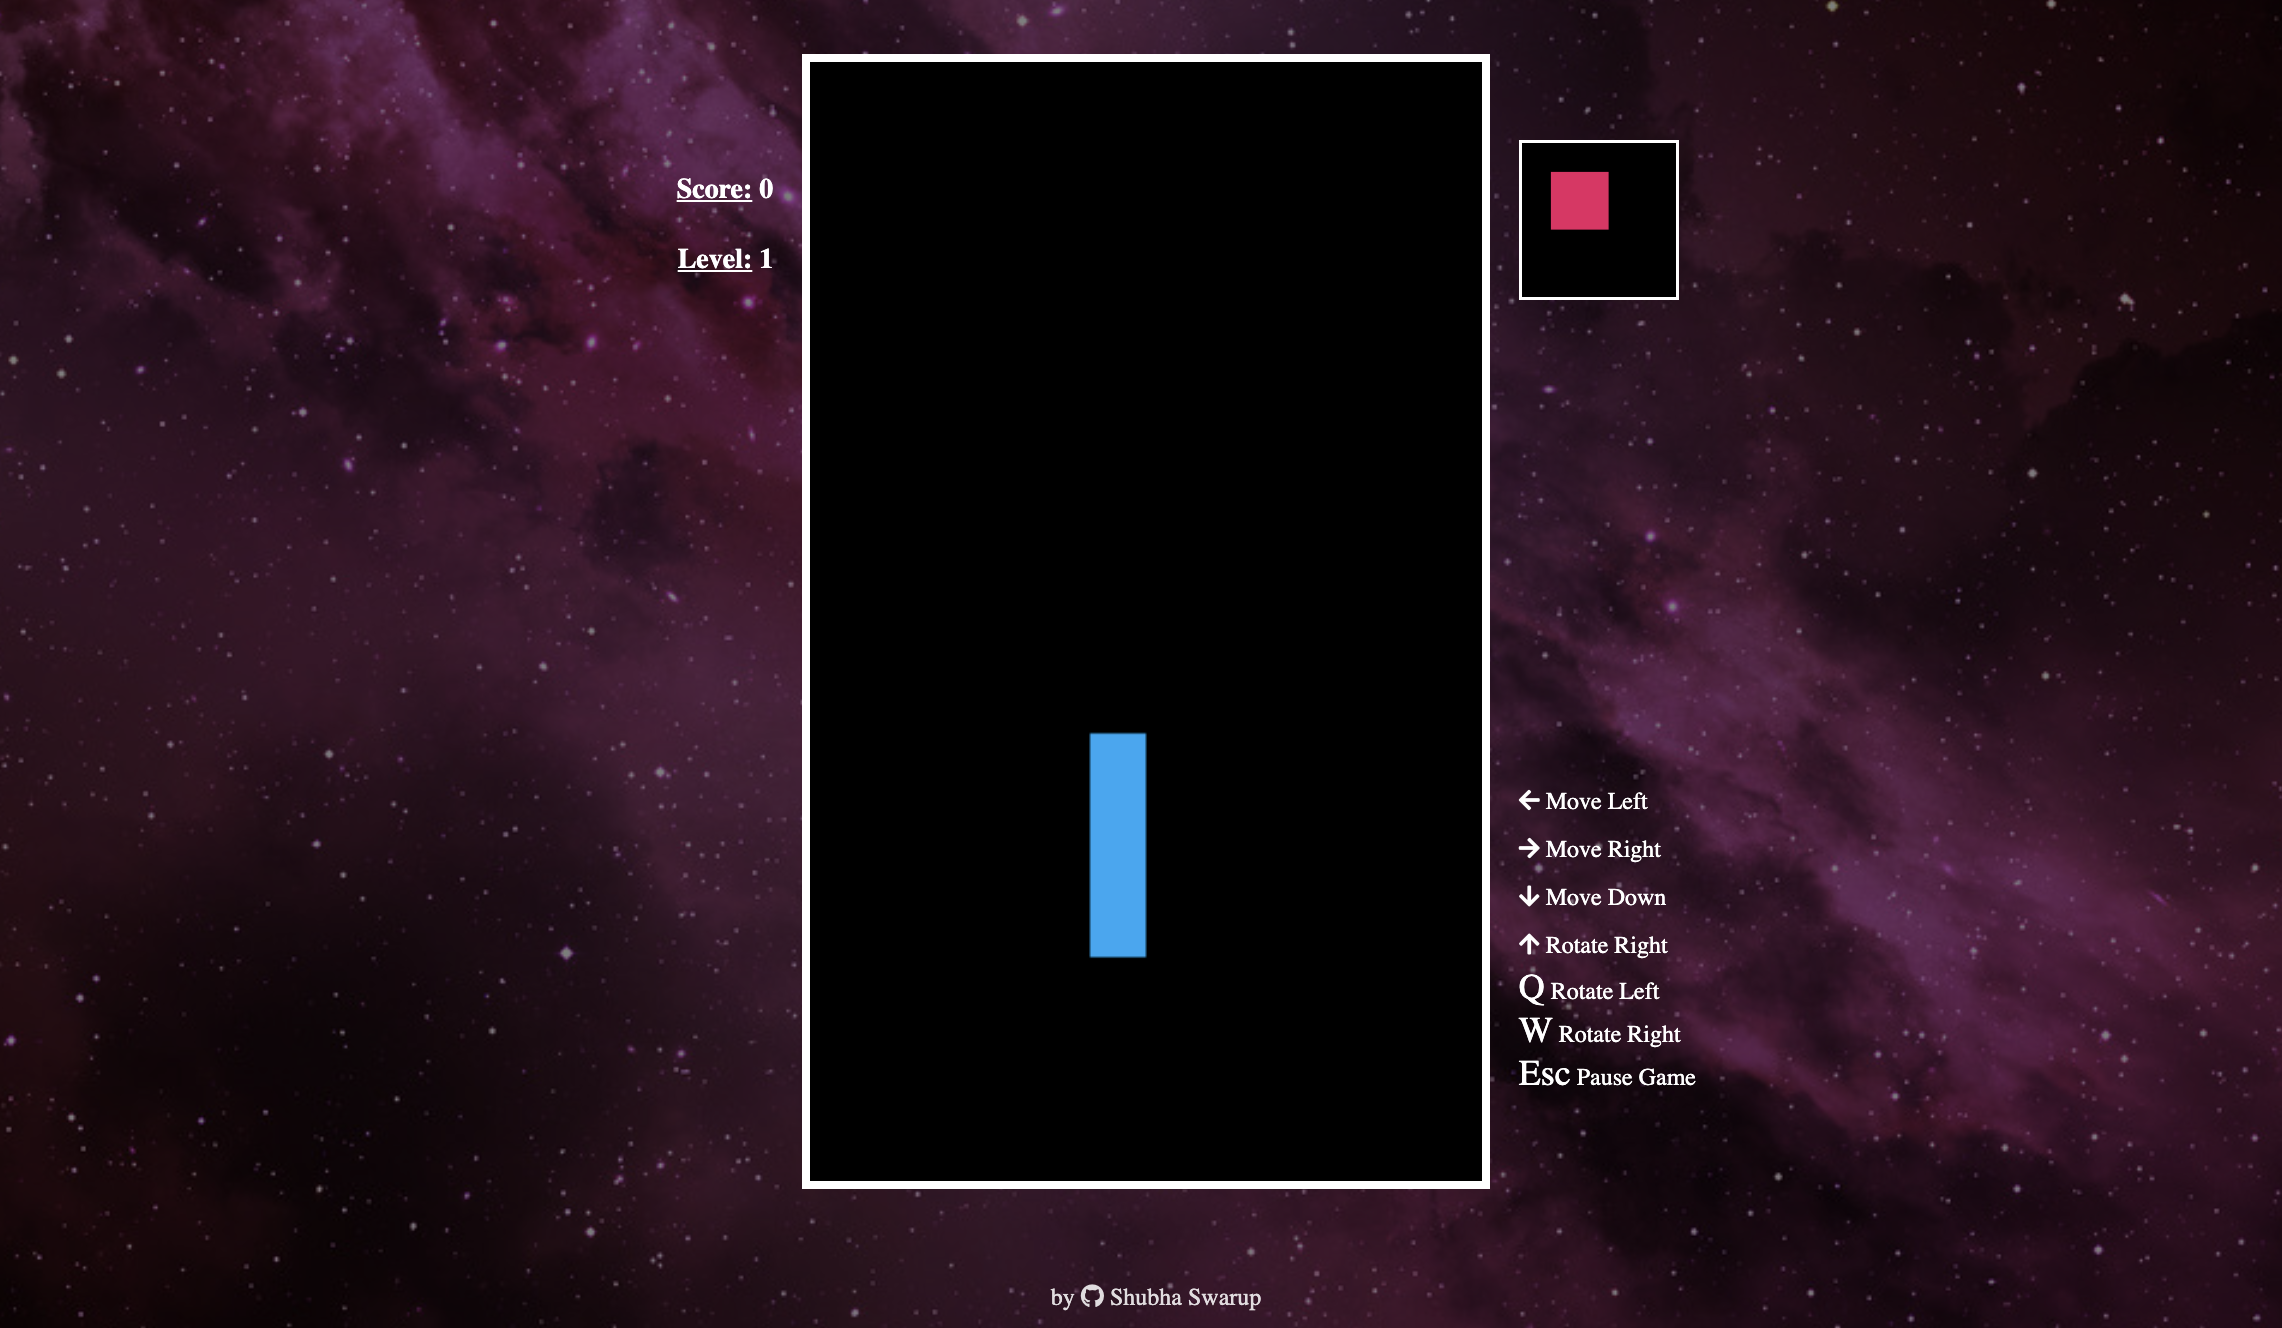 Score: 0
Level: 1
Move Left
Move Right
Move Down
Rotate Right
Q Rotate Left
W Rotate Right
Esc Pause Game
by Shubha Swarup